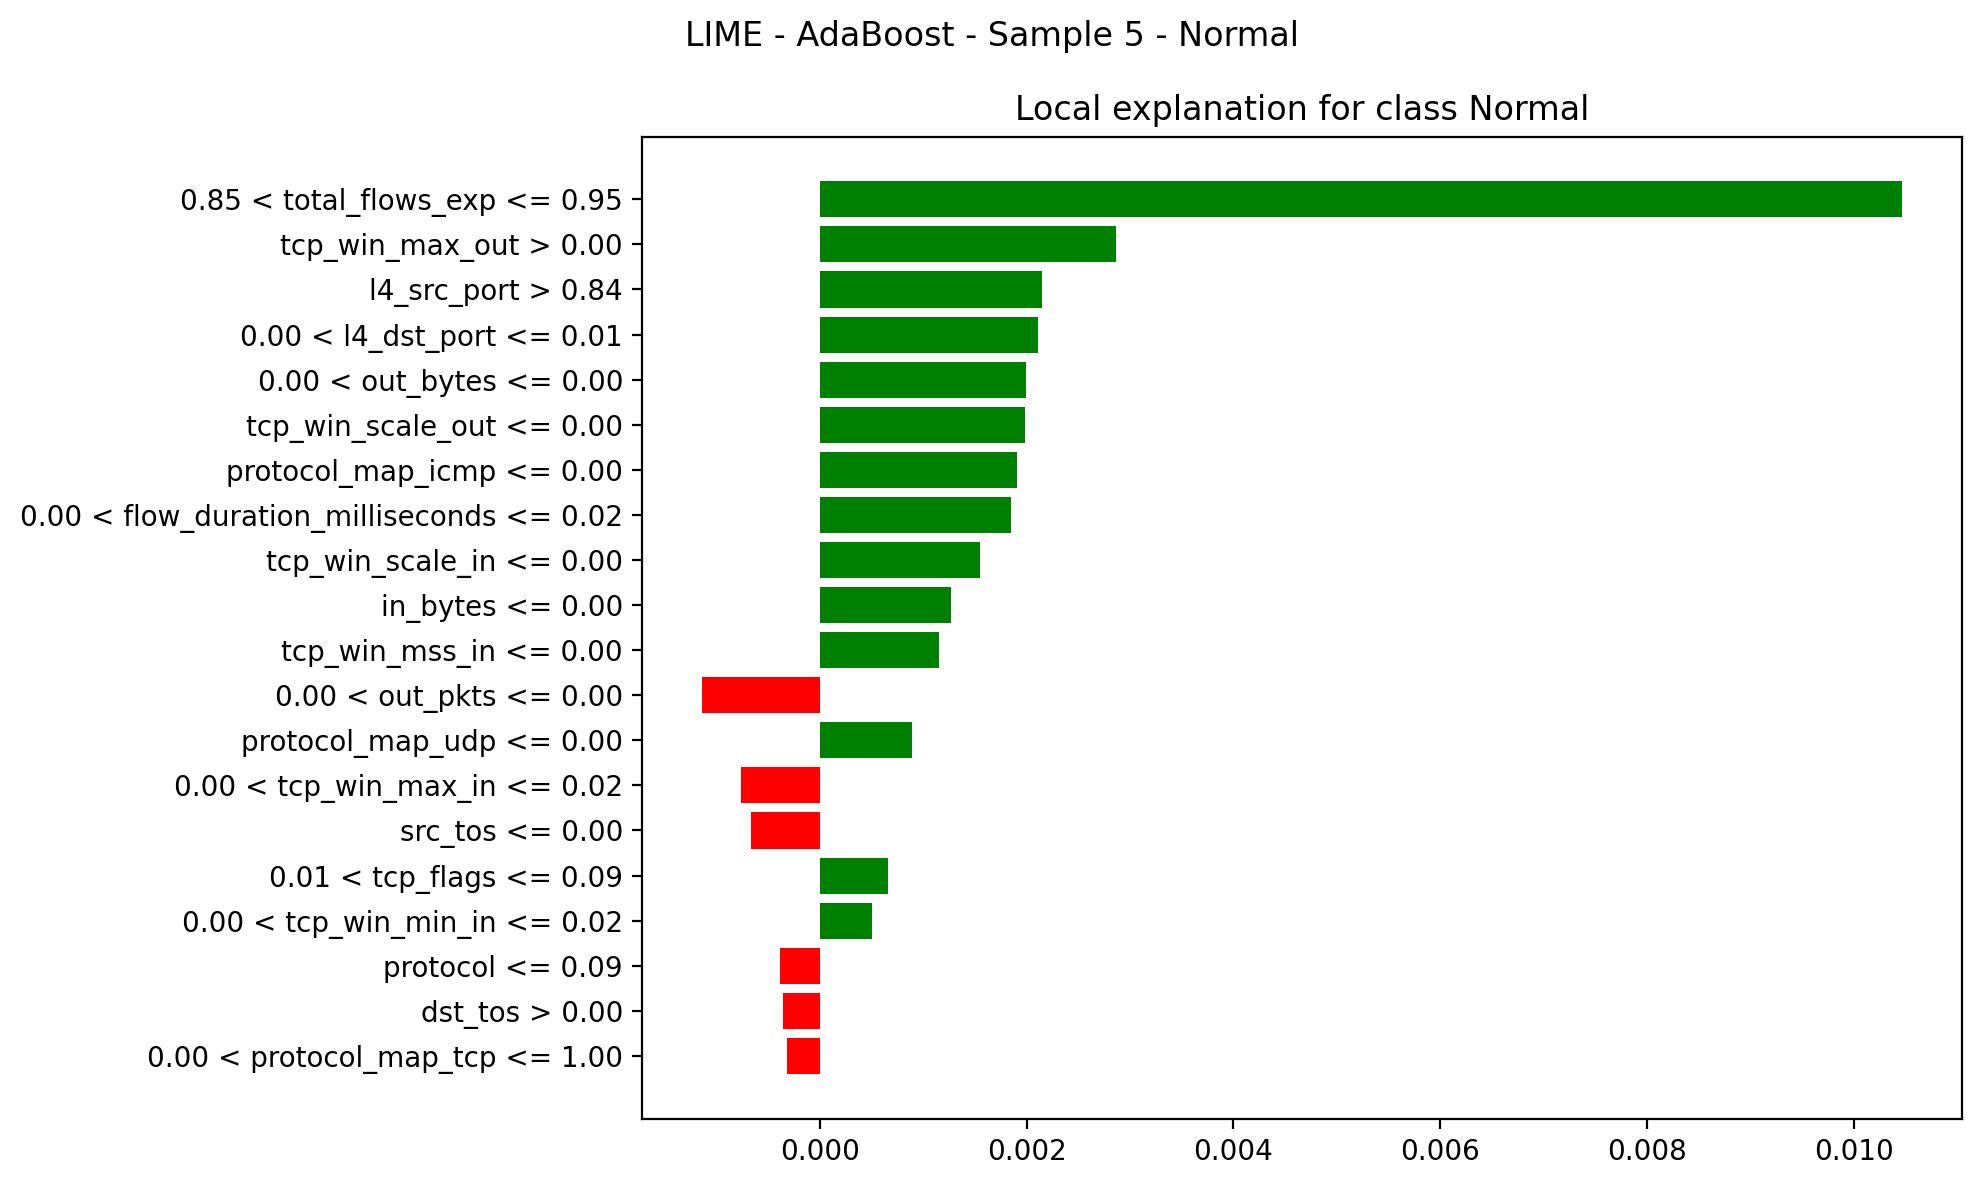 LIME - AdaBoost - Sample 5 - Normal
Local explanation for class Normal
0.85 < total_flows_exp <= 0.95
tcp_win_max_out > 0.00
l4_src_port > 0.84
0.00 < l4_dst_port <= 0.01
0.00 < out_bytes <= 0.00
tcp_win_scale_out <= 0.00
protocol_map_icmp <= 0.00
0.00 < flow_duration_milliseconds <= 0.02
tcp_win_scale_in <= 0.00
in_bytes <= 0.00
tcp_win_mss_in <= 0.00
0.00 < out_pkts <= 0.00
protocol_map_udp <= 0.00
0.00 < tcp_win_max_in <= 0.02
src_tos <= 0.00
0.01 < tcp_flags <= 0.09
0.00 < tcp_win_min_in <= 0.02
protocol <= 0.09
dst_tos > 0.00
0.00 < protocol_map_tcp <= 1.00
0.000 0.002 0.004 0.006 0.008 0.010